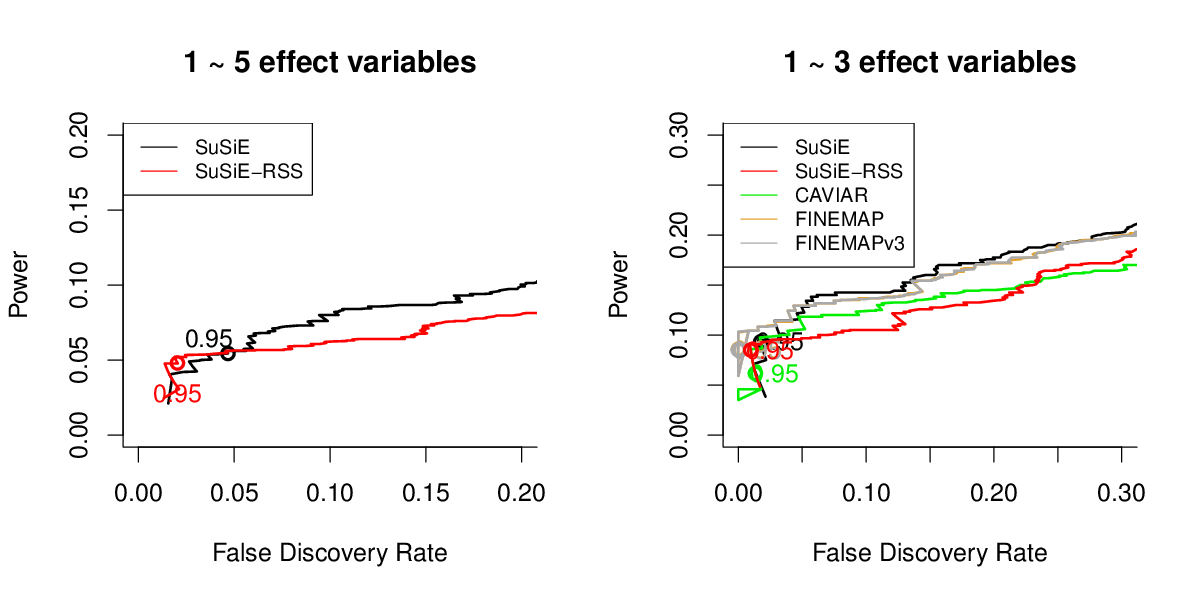 1 ~ 5 effect variables
SuSiE
SuSiE−RSS
0.95
0.95
Power
0.00 0.05 0.10 0.15 0.20
0.00 0.05 0.10 0.15 0.20
False Discovery Rate
1 ~ 3 effect variables
SuSiE
SuSiE−RSS
CAVIAR
FINEMAP
FINEMAPv3
Power
0.00 0.10 0.20 0.30
0.00 0.10 0.20 0.30
False Discovery Rate